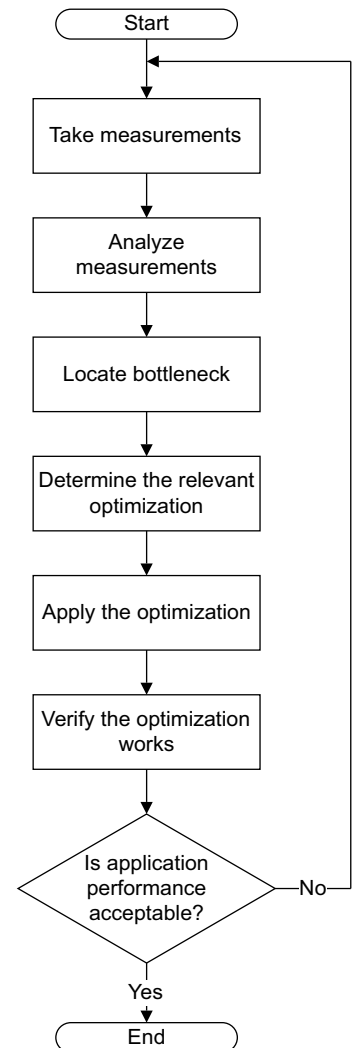 Start
Take measurements
Analyze
measurements
Locate bottleneck
Determine the relevant
optimization
Apply the optimization
Verify the optimization
works
Is application
performance
acceptable?
No
Yes
End